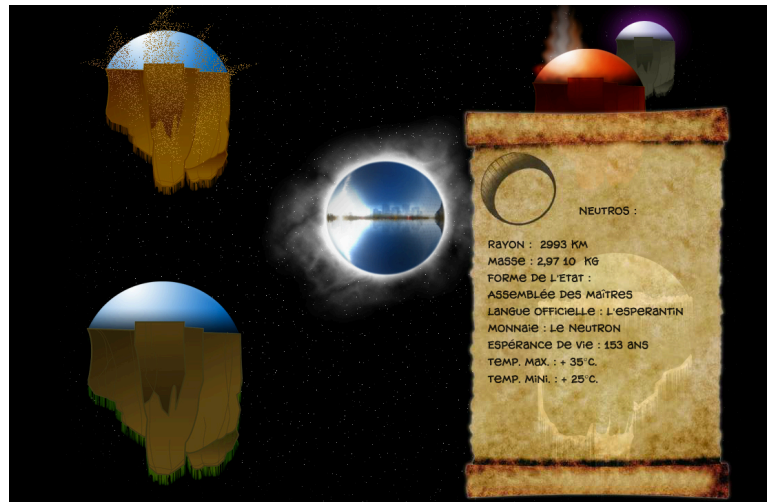 Neutros :
Rayon : 2993 km
Masse : 2,97 10 kg
Forme de l'Etat :
Assemblée des Maîtres
Langue officielle : L'esperantin
Monnaie : Le Neutron
Espérance de vie : 153 ans
Temp. Max. : + 35°C.
Temp. Mini. : + 25°C.